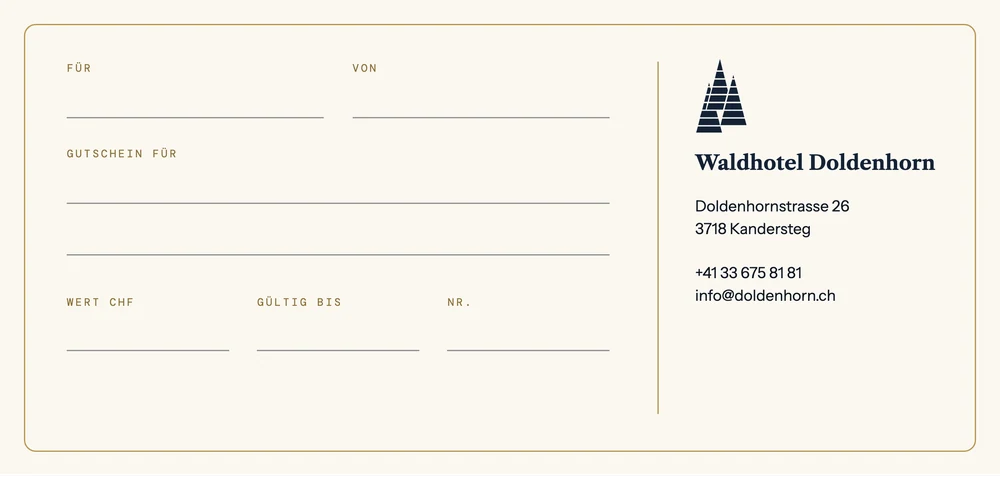 FÜR
VON
GUTSCHEIN FÜR
WERT CHF
GÜLTIG BIS
NR.
Waldhotel Doldenhorn
Doldenhornstrasse 26
3718 Kandersteg
+41 33 675 81 81
info@doldenhorn.ch